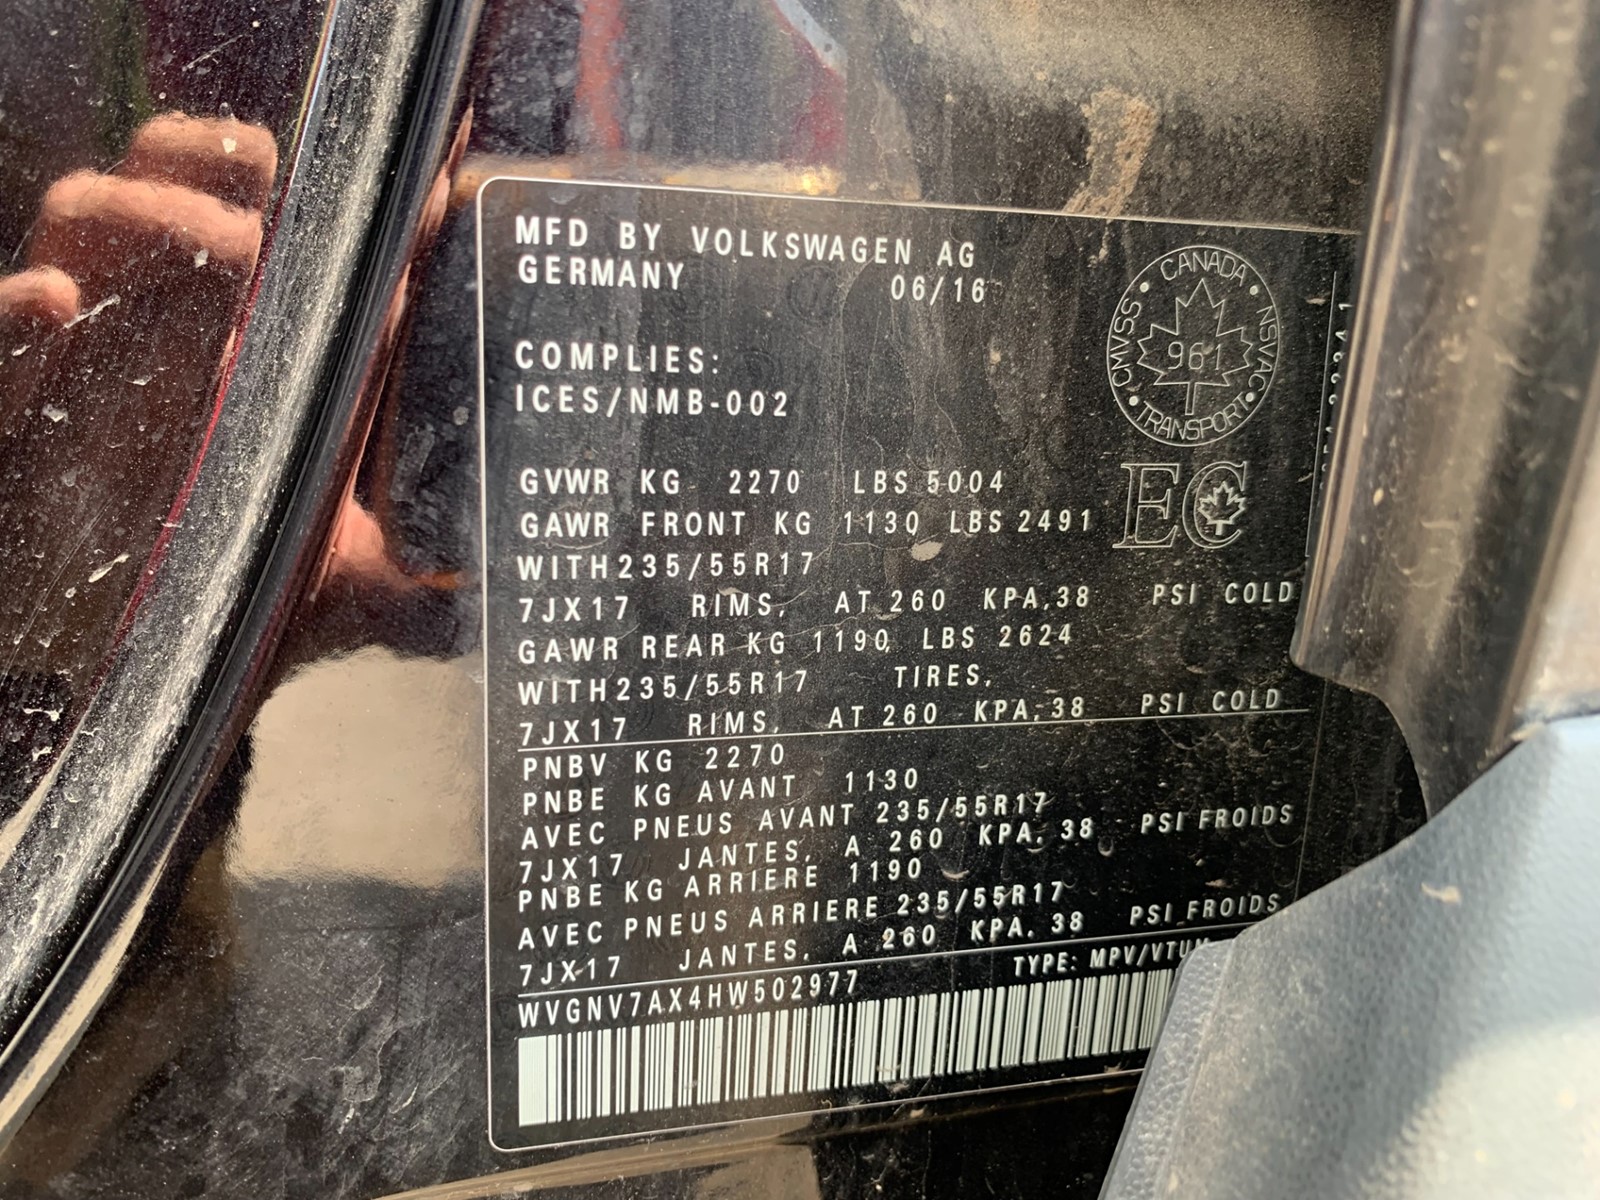 MFD BY VOLKSWAGEN AG
GERMANY 06/16
CANADA
CMVSS NSVAC
961
TRANSPORT
COMPLIES:
ICES/NMB-002
EC
GVWR KG 2270 LBS 5004
GAWR FRONT KG 1130 LBS 2491
WITH235/55R17
7JX17 RIMS, AT 260 KPA,38 PSI COLD
GAWR REAR KG 1190 LBS 2624
WITH235/55R17 TIRES,
7JX17 RIMS, AT 260 KPA,38 PSI COLD
PNBV KG 2270
PNBE KG AVANT 1130
AVEC PNEUS AVANT 235/55R17
7JX17 JANTES, A 260 KPA, 38 PSI FROIDS
PNBE KG ARRIERE 1190
AVEC PNEUS ARRIERE 235/55R17
7JX17 JANTES, A 260 KPA, 38 PSI FROIDS
WVGNV7AX4HW502977 TYPE: MPV/VTUM